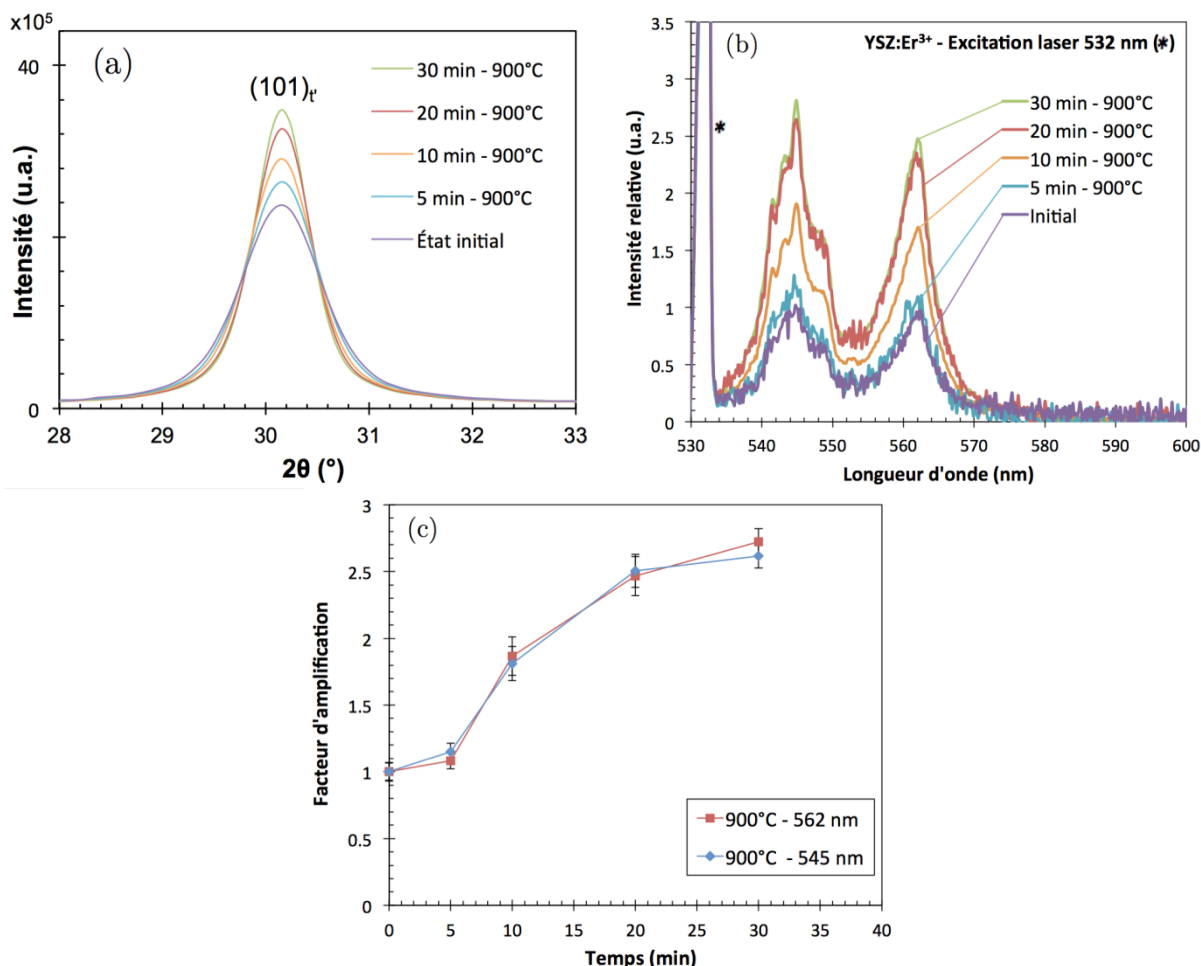 x10⁵
(a)
40
(101)t'
30 min - 900°C
20 min - 900°C
10 min - 900°C
5 min - 900°C
État initial
Intensité (u.a.)
0
28 29 30 31 32 33
2θ (°)
(b)
YSZ:Er³⁺ - Excitation laser 532 nm (*)
*
30 min - 900°C
20 min - 900°C
10 min - 900°C
5 min - 900°C
Initial
Intensité relative (u.a.)
3.5
3
2.5
2
1.5
1
0.5
0
530 540 550 560 570 580 590 600
Longueur d'onde (nm)
(c)
Facteur d'amplification
3
2.5
2
1.5
1
0.5
0
900°C - 562 nm
900°C - 545 nm
0 5 10 15 20 25 30 35 40
Temps (min)